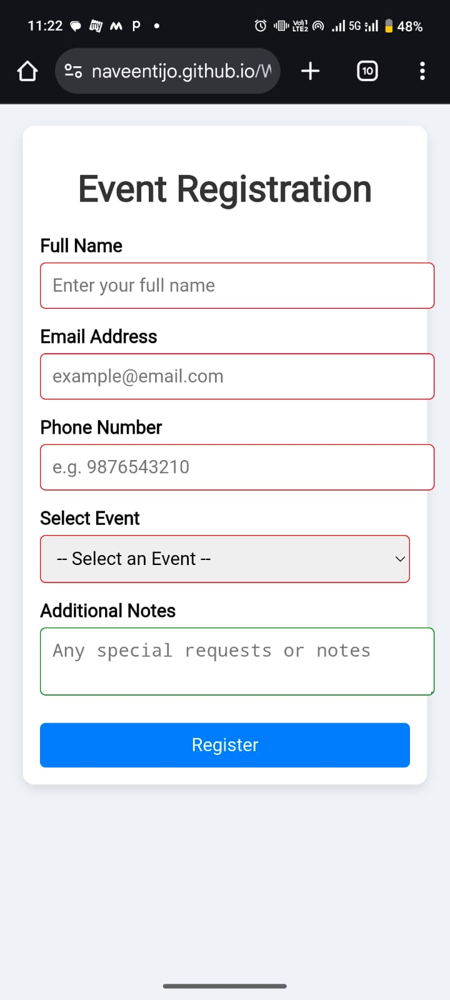 11:22
Vo)) 1
LTE2
5G
48%
naveentijo.github.io/W
10
Event Registration
Full Name
Enter your full name
Email Address
example@email.com
Phone Number
e.g. 9876543210
Select Event
-- Select an Event --
Additional Notes
Any special requests or notes
Register